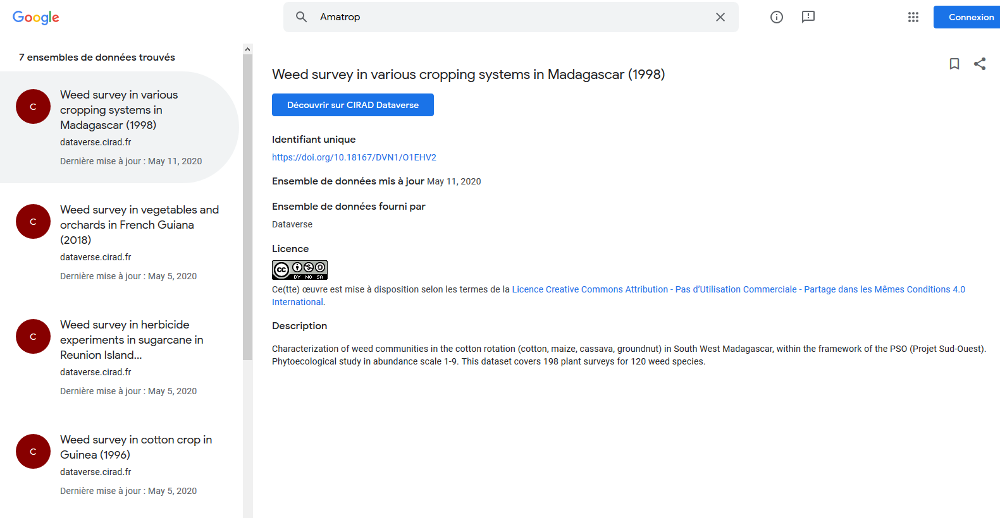 Google
Amatrop
Connexion
7 ensembles de données trouvés
C
Weed survey in various
cropping systems in
Madagascar (1998)
dataverse.cirad.fr
Dernière mise à jour : May 11, 2020
C
Weed survey in vegetables and
orchards in French Guiana
(2018)
dataverse.cirad.fr
Dernière mise à jour : May 5, 2020
C
Weed survey in herbicide
experiments in sugarcane in
Reunion Island...
dataverse.cirad.fr
Dernière mise à jour : May 5, 2020
C
Weed survey in cotton crop in
Guinea (1996)
dataverse.cirad.fr
Dernière mise à jour : May 5, 2020
Weed survey in various cropping systems in Madagascar (1998)
Découvrir sur CIRAD Dataverse
Identifiant unique
https://doi.org/10.18167/DVN1/O1EHV2
Ensemble de données mis à jour May 11, 2020
Ensemble de données fourni par
Dataverse
Licence
cc BY NC SA
Ce(tte) œuvre est mise à disposition selon les termes de la Licence Creative Commons Attribution - Pas d’Utilisation Commerciale - Partage dans les Mêmes Conditions 4.0
International.
Description
Characterization of weed communities in the cotton rotation (cotton, maize, cassava, groundnut) in South West Madagascar, within the framework of the PSO (Projet Sud-Ouest).
Phytoecological study in abundance scale 1-9. This dataset covers 198 plant surveys for 120 weed species.